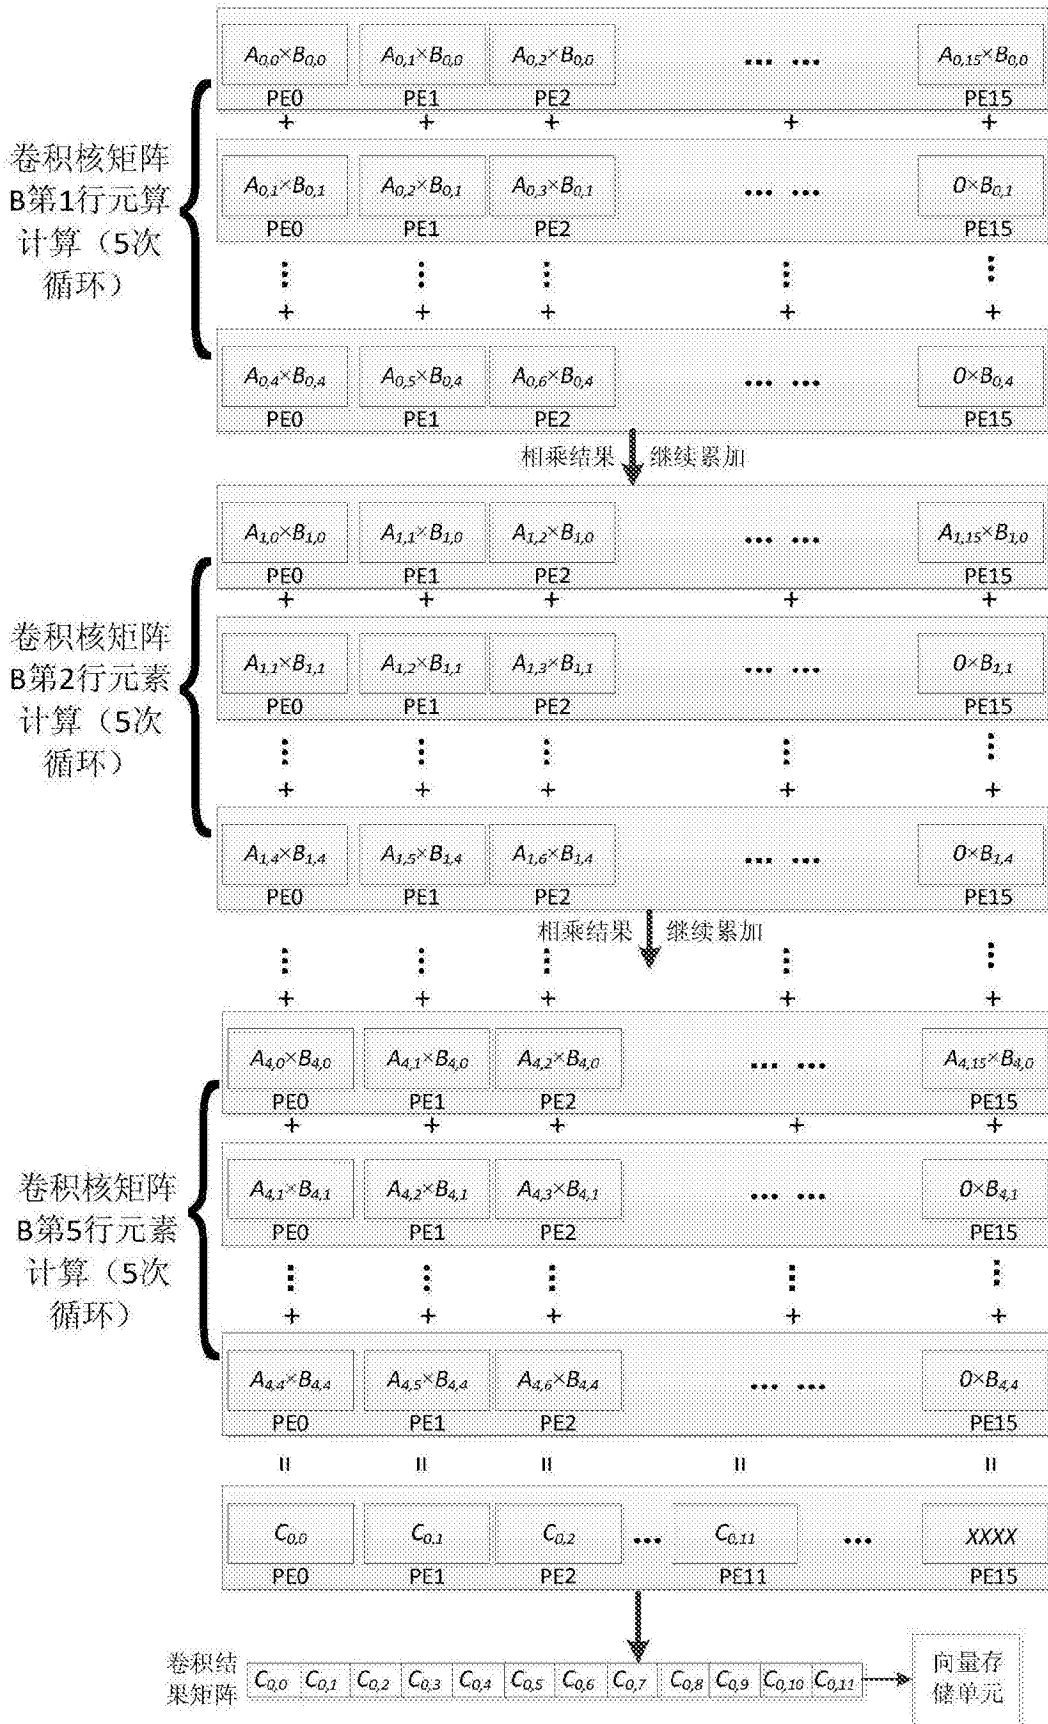 A0,0×B0,0 A0,1×B0,0 A0,2×B0,0 ... ... A0,15×B0,0
PE0 PE1 PE2 PE15
+ + + + +
卷积核矩阵
B第1行元算
计算（5次
循环）
A0,1×B0,1 A0,2×B0,1 A0,3×B0,1 ... ... 0×B0,1
PE0 PE1 PE2 PE15
+ + + + +
A0,4×B0,4 A0,5×B0,4 A0,6×B0,4 ... ... 0×B0,4
PE0 PE1 PE2 PE15
相乘结果 继续累加
A1,0×B1,0 A1,1×B1,0 A1,2×B1,0 ... ... A1,15×B1,0
PE0 PE1 PE2 PE15
+ + + + +
卷积核矩阵
B第2行元素
计算（5次
循环）
A1,1×B1,1 A1,2×B1,1 A1,3×B1,1 ... ... 0×B1,1
PE0 PE1 PE2 PE15
+ + + + +
A1,4×B1,4 A1,5×B1,4 A1,6×B1,4 ... ... 0×B1,4
PE0 PE1 PE2 PE15
相乘结果 继续累加
+ + + + +
A4,0×B4,0 A4,1×B4,0 A4,2×B4,0 ... ... A4,15×B4,0
PE0 PE1 PE2 PE15
+ + + + +
卷积核矩阵
B第5行元素
计算（5次
循环）
A4,1×B4,1 A4,2×B4,1 A4,3×B4,1 ... ... 0×B4,1
PE0 PE1 PE2 PE15
+ + + + +
A4,4×B4,4 A4,5×B4,4 A4,6×B4,4 ... ... 0×B4,4
PE0 PE1 PE2 PE15
= = = = =
C0,0 C0,1 C0,2 ... C0,11 ... XXXX
PE0 PE1 PE2 PE11 PE15
卷积结
果矩阵
C0,0 C0,1 C0,2 C0,3 C0,4 C0,5 C0,6 C0,7 C0,8 C0,9 C0,10 C0,11
向量存
储单元